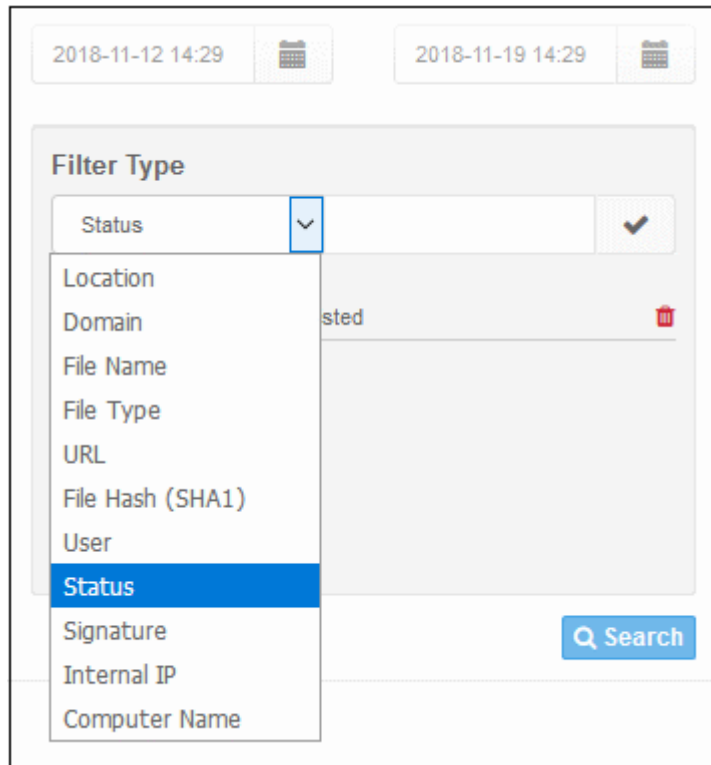 2018-11-12 14:29 2018-11-19 14:29
Filter Type
Status
Location
Domain
sted
File Name
File Type
URL
File Hash (SHA1)
User
Status
Signature
Search
Internal IP
Computer Name